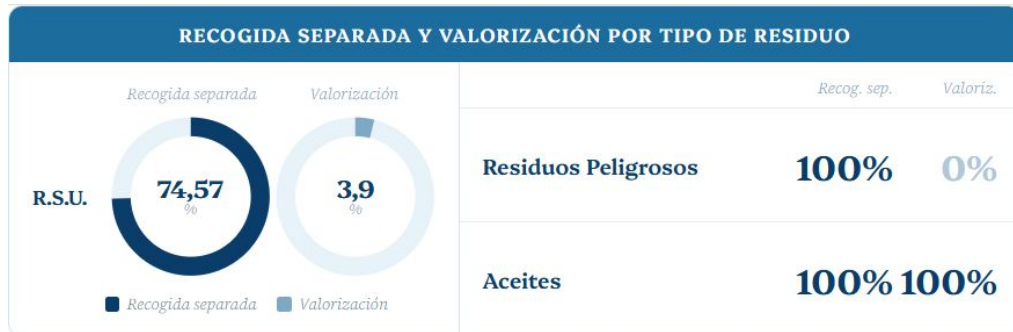 RECOGIDA SEPARADA Y VALORIZACIÓN POR TIPO DE RESIDUO
Recogida separada Valorización
R.S.U.
74,57
%
3,9
%
Recogida separada Valorización
Recog. sep. Valoriz.
Residuos Peligrosos 100% 0%
Aceites 100% 100%